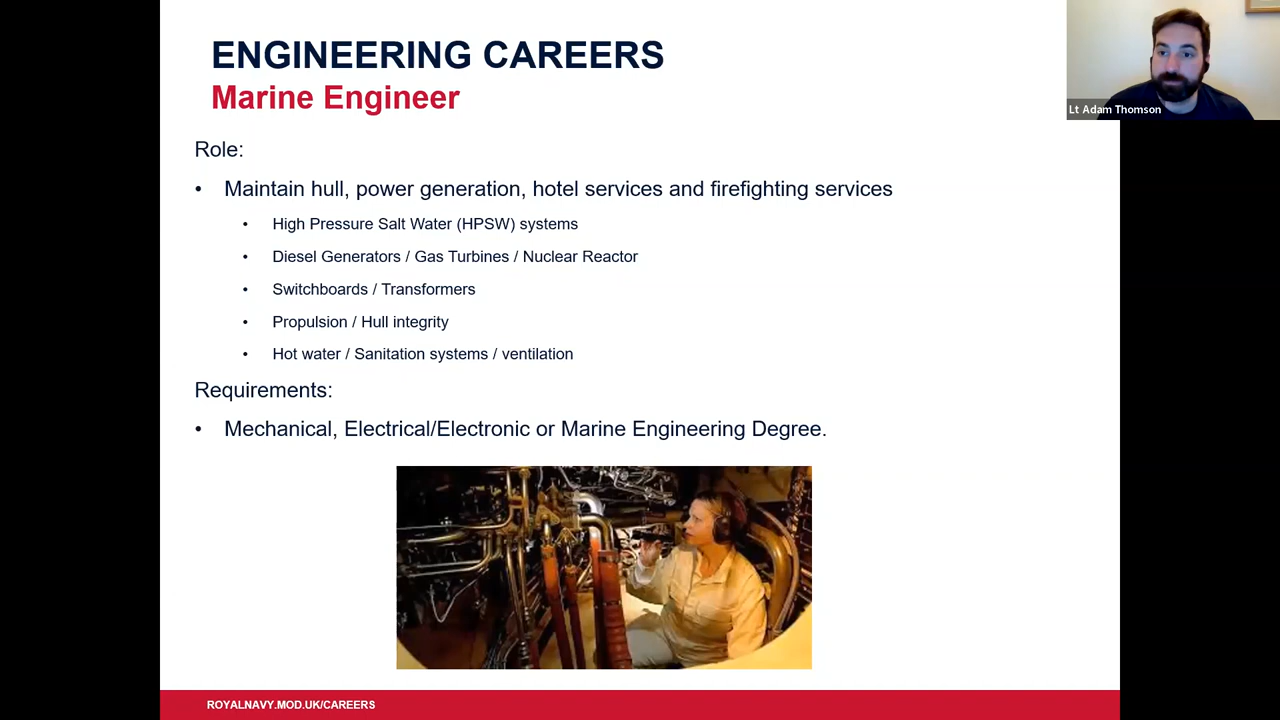 ENGINEERING CAREERS
Marine Engineer
Lt Adam Thomson
Role:
• Maintain hull, power generation, hotel services and firefighting services
• High Pressure Salt Water (HPSW) systems
• Diesel Generators / Gas Turbines / Nuclear Reactor
• Switchboards / Transformers
• Propulsion / Hull integrity
• Hot water / Sanitation systems / ventilation
Requirements:
• Mechanical, Electrical/Electronic or Marine Engineering Degree.
ROYALNAVY.MOD.UK/CAREERS